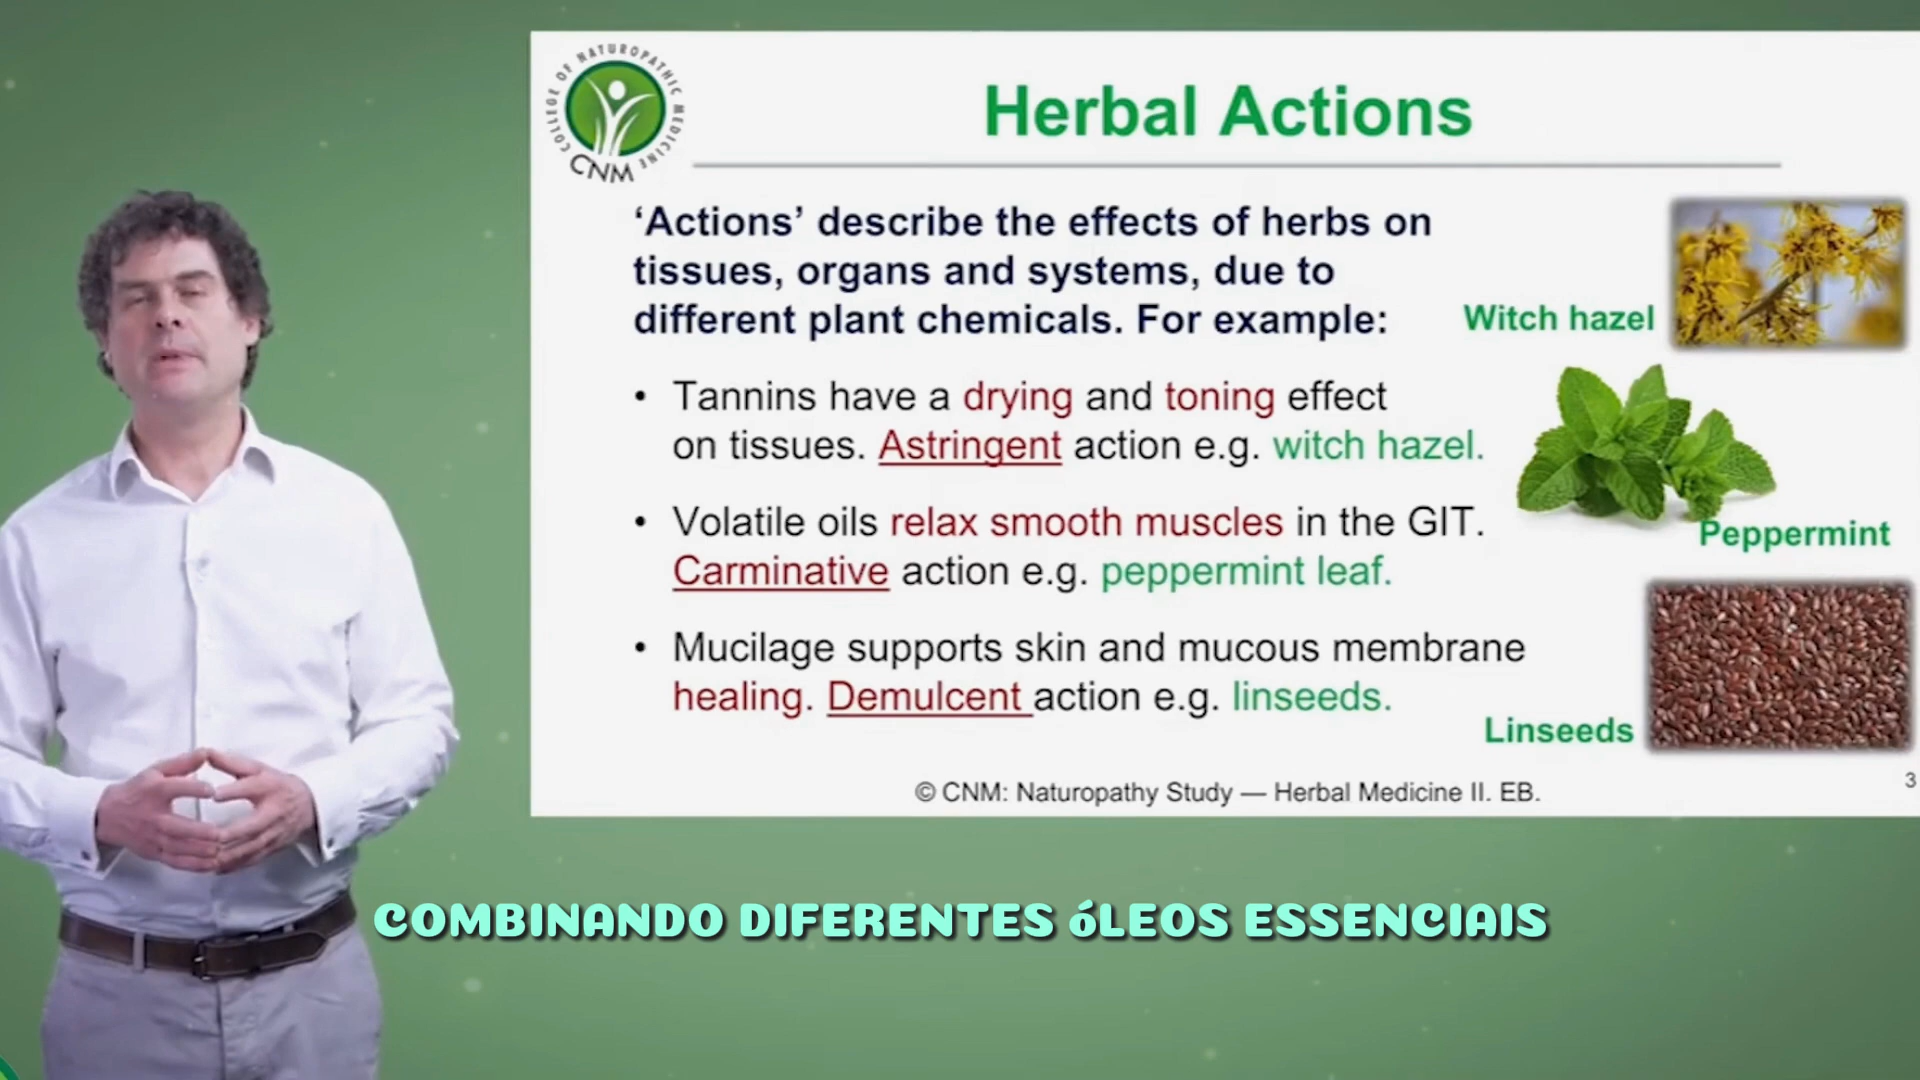 COLLEGE OF NATUROPATHIC MEDICINE
CNM
Herbal Actions
‘Actions’ describe the effects of herbs on
tissues, organs and systems, due to
different plant chemicals. For example:
Witch hazel
• Tannins have a drying and toning effect
on tissues. Astringent action e.g. witch hazel.
• Volatile oils relax smooth muscles in the GIT.
Carminative action e.g. peppermint leaf.
Peppermint
• Mucilage supports skin and mucous membrane
healing. Demulcent action e.g. linseeds.
Linseeds
© CNM: Naturopathy Study — Herbal Medicine II. EB.
3
COMBINANDO DIFERENTES óLEOS ESSENCIAIS